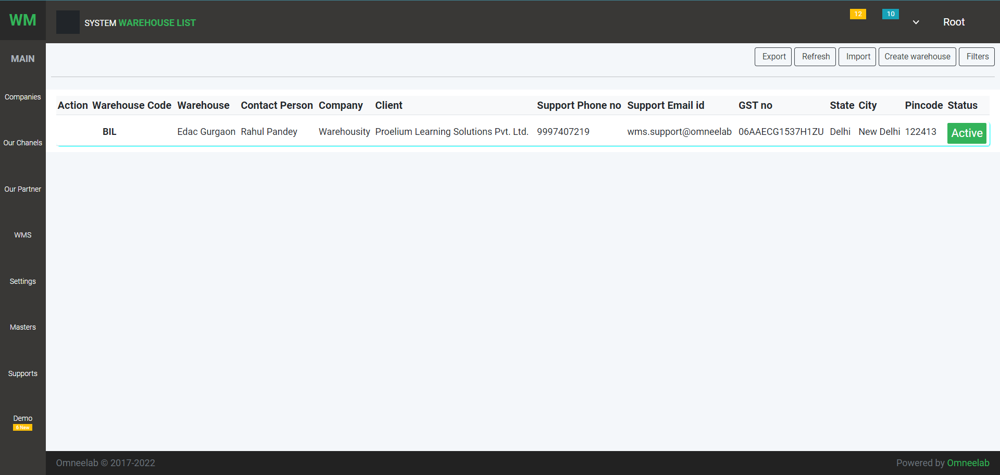 WM
SYSTEM WAREHOUSE LIST
12
10
Root
MAIN
Companies
Our Chanels
Our Partner
WMS
Settings
Masters
Supports
Demo
6 New
Export Refresh Import Create warehouse Filters
Action Warehouse Code Warehouse Contact Person Company Client Support Phone no Support Email id GST no State City Pincode Status
BIL Edac Gurgaon Rahul Pandey Warehousity Proelium Learning Solutions Pvt. Ltd. 9997407219 wms.support@omneelab 06AAECG1537H1ZU Delhi New Delhi 122413 Active
Omneelab © 2017-2022
Powered by Omneelab